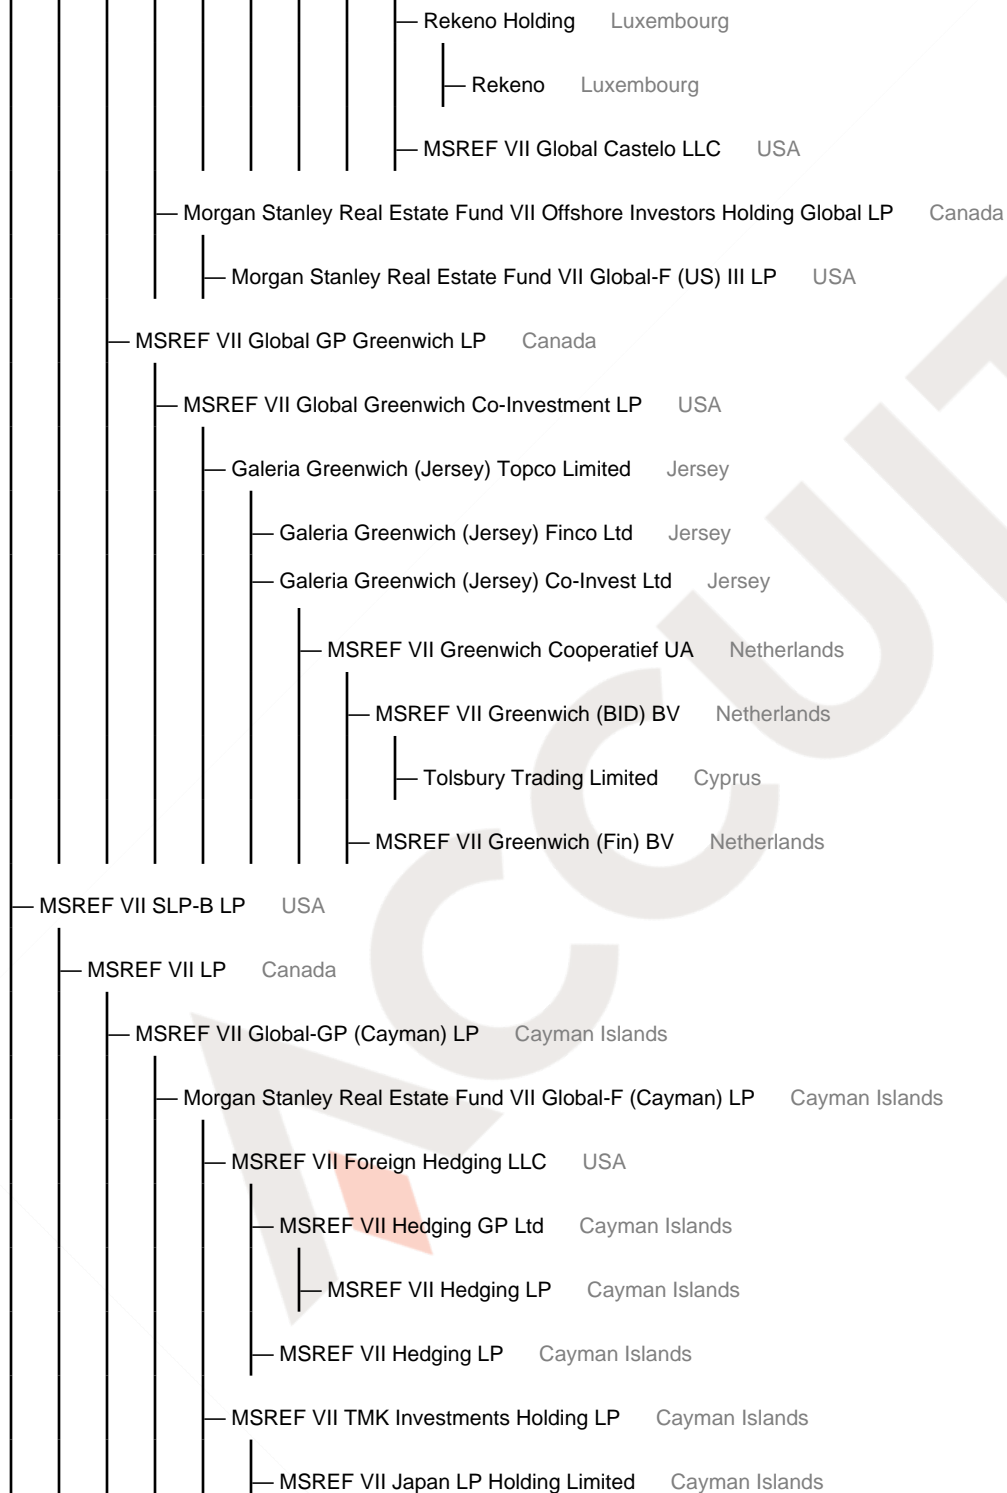 Rekeno Holding Luxembourg
Rekeno Luxembourg
MSREF VII Global Castelo LLC USA
Morgan Stanley Real Estate Fund VII Offshore Investors Holding Global LP Canada
Morgan Stanley Real Estate Fund VII Global-F (US) III LP USA
MSREF VII Global GP Greenwich LP Canada
MSREF VII Global Greenwich Co-Investment LP USA
Galeria Greenwich (Jersey) Topco Limited Jersey
Galeria Greenwich (Jersey) Finco Ltd Jersey
Galeria Greenwich (Jersey) Co-Invest Ltd Jersey
MSREF VII Greenwich Cooperatief UA Netherlands
MSREF VII Greenwich (BID) BV Netherlands
Tolsbury Trading Limited Cyprus
MSREF VII Greenwich (Fin) BV Netherlands
MSREF VII SLP-B LP USA
MSREF VII LP Canada
MSREF VII Global-GP (Cayman) LP Cayman Islands
Morgan Stanley Real Estate Fund VII Global-F (Cayman) LP Cayman Islands
MSREF VII Foreign Hedging LLC USA
MSREF VII Hedging GP Ltd Cayman Islands
MSREF VII Hedging LP Cayman Islands
MSREF VII Hedging LP Cayman Islands
MSREF VII TMK Investments Holding LP Cayman Islands
MSREF VII Japan LP Holding Limited Cayman Islands
ACCUIT